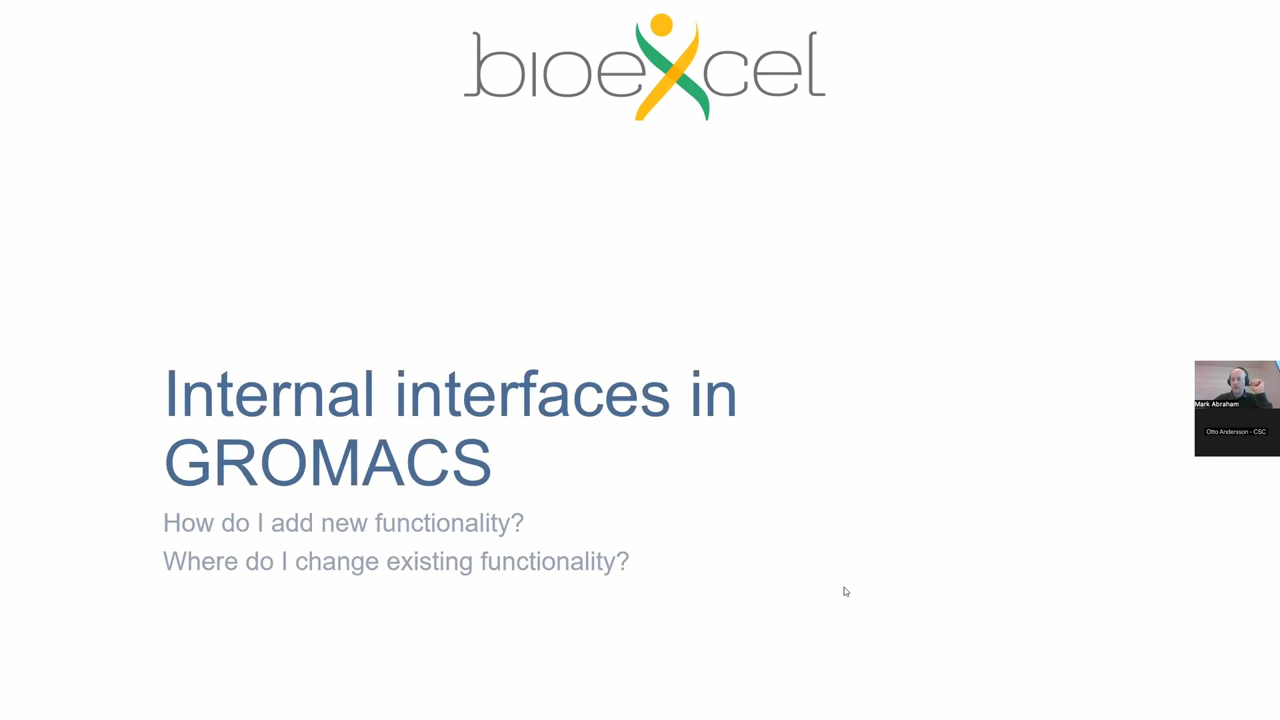 bioexcel
Internal interfaces in
GROMACS
How do I add new functionality?
Where do I change existing functionality?
Mark Abraham
Otto Andersson - CSC